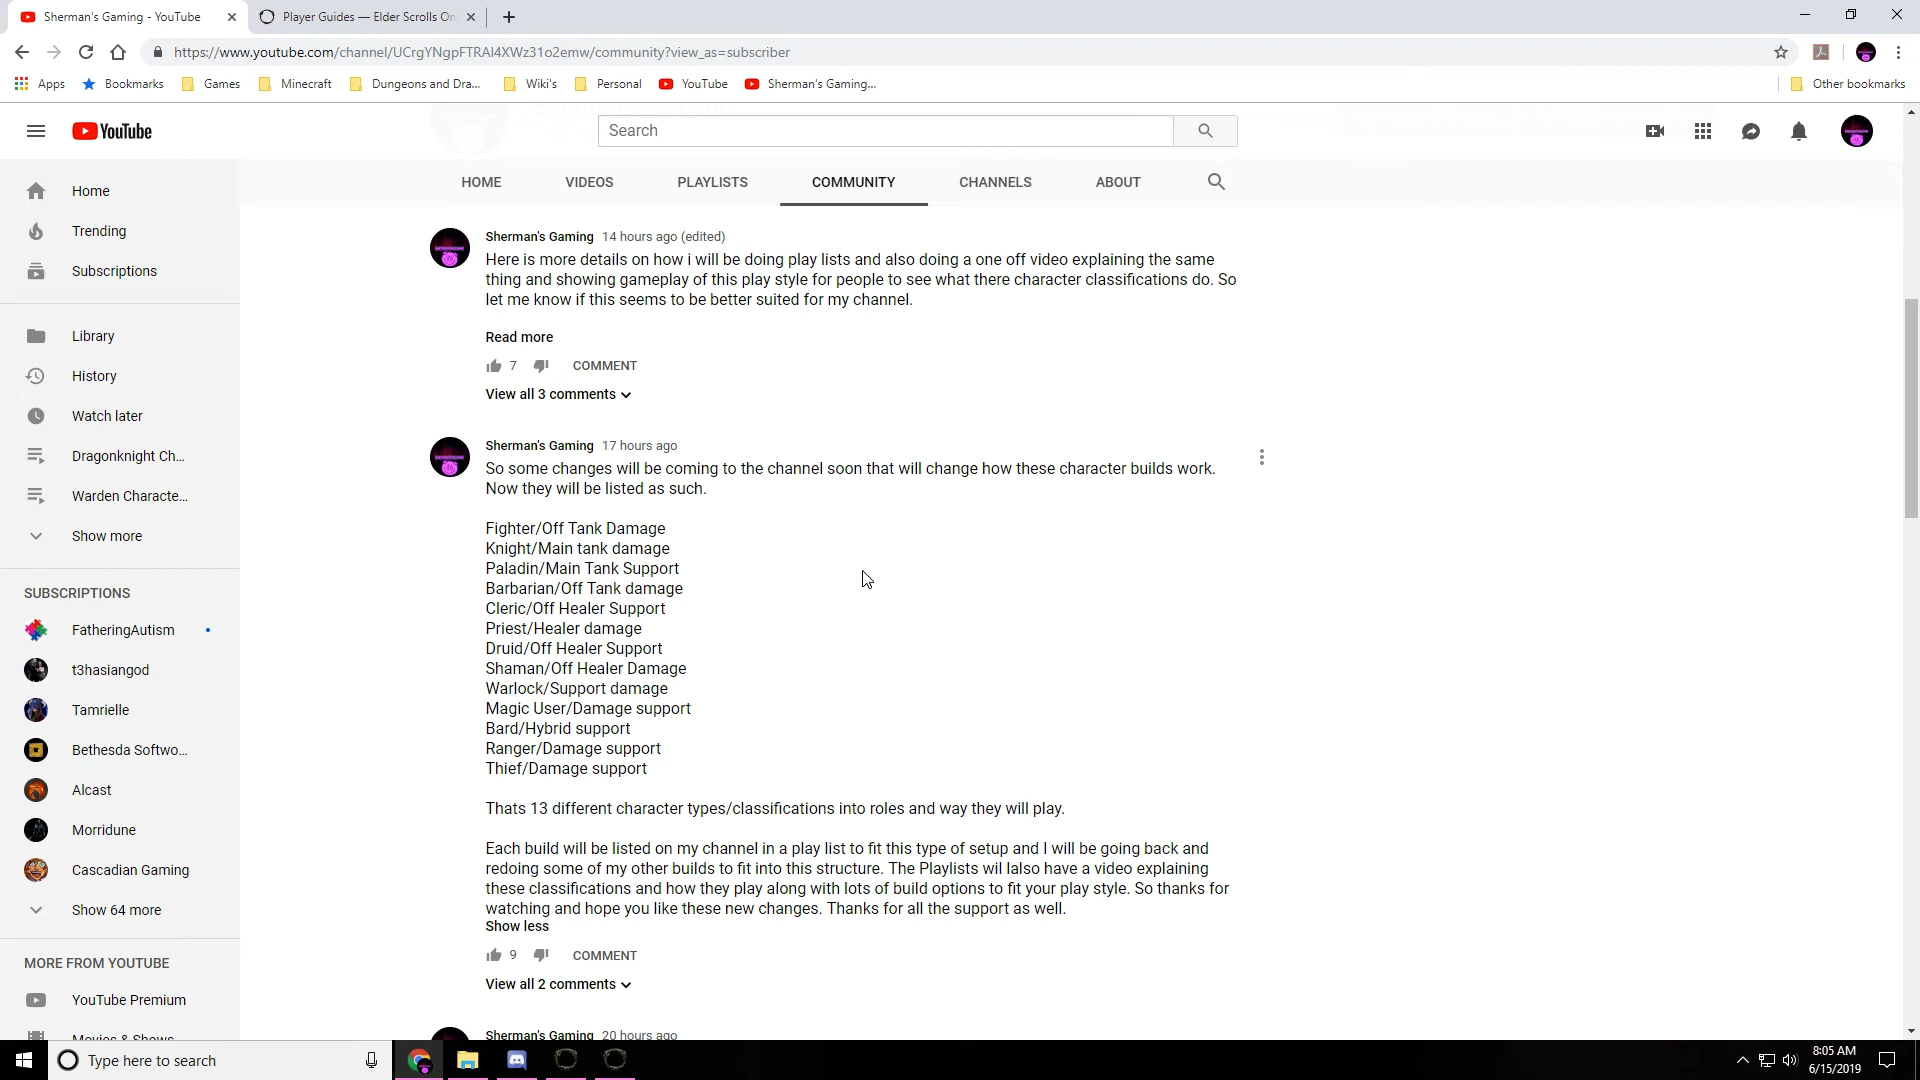 Sherman's Gaming - YouTube
Player Guides — Elder Scrolls On
https://www.youtube.com/channel/UCrgYNgpFTRAl4XWz31o2emw/community?view_as=subscriber
Apps Bookmarks Games Minecraft Dungeons and Dra... Wiki's Personal YouTube Sherman's Gaming... Other bookmarks
YouTube
Search
HOME VIDEOS PLAYLISTS COMMUNITY CHANNELS ABOUT
Home
Trending
Subscriptions
Library
History
Watch later
Dragonknight Ch...
Warden Characte...
Show more
SUBSCRIPTIONS
FatheringAutism
t3hasiangod
Tamrielle
Bethesda Softwo...
Alcast
Morridune
Cascadian Gaming
Show 64 more
MORE FROM YOUTUBE
YouTube Premium
Movies & Shows
Sherman's Gaming 14 hours ago (edited)
Here is more details on how i will be doing play lists and also doing a one off video explaining the same
thing and showing gameplay of this play style for people to see what there character classifications do. So
let me know if this seems to be better suited for my channel.
Read more
7 COMMENT
View all 3 comments
Sherman's Gaming 17 hours ago
So some changes will be coming to the channel soon that will change how these character builds work.
Now they will be listed as such.
Fighter/Off Tank Damage
Knight/Main tank damage
Paladin/Main Tank Support
Barbarian/Off Tank damage
Cleric/Off Healer Support
Priest/Healer damage
Druid/Off Healer Support
Shaman/Off Healer Damage
Warlock/Support damage
Magic User/Damage support
Bard/Hybrid support
Ranger/Damage support
Thief/Damage support
Thats 13 different character types/classifications into roles and way they will play.
Each build will be listed on my channel in a play list to fit this type of setup and I will be going back and
redoing some of my other builds to fit into this structure. The Playlists wil lalso have a video explaining
these classifications and how they play along with lots of build options to fit your play style. So thanks for
watching and hope you like these new changes. Thanks for all the support as well.
Show less
9 COMMENT
View all 2 comments
Sherman's Gaming 20 hours ago
Type here to search
8:05 AM
6/15/2019